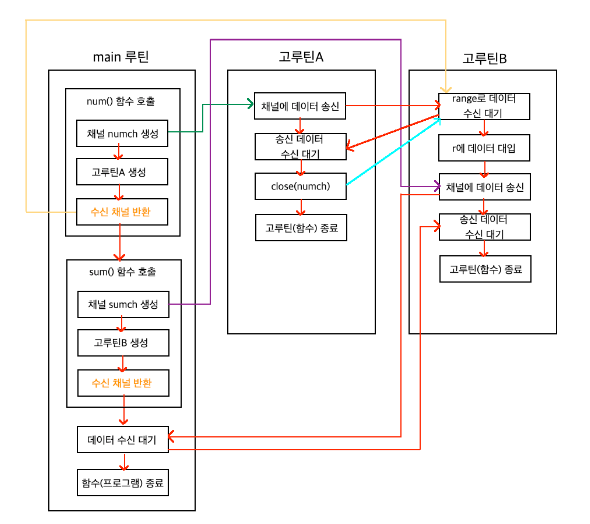 main 루틴
num() 함수 호출
채널 numch 생성
고루틴A 생성
수신 채널 반환
sum() 함수 호출
채널 sumch 생성
고루틴B 생성
수신 채널 반환
데이터 수신 대기
함수(프로그램) 종료
고루틴A
채널에 데이터 송신
송신 데이터
수신 대기
close(numch)
고루틴(함수) 종료
고루틴B
range로 데이터
수신 대기
r에 데이터 대입
채널에 데이터 송신
송신 데이터
수신 대기
고루틴(함수) 종료